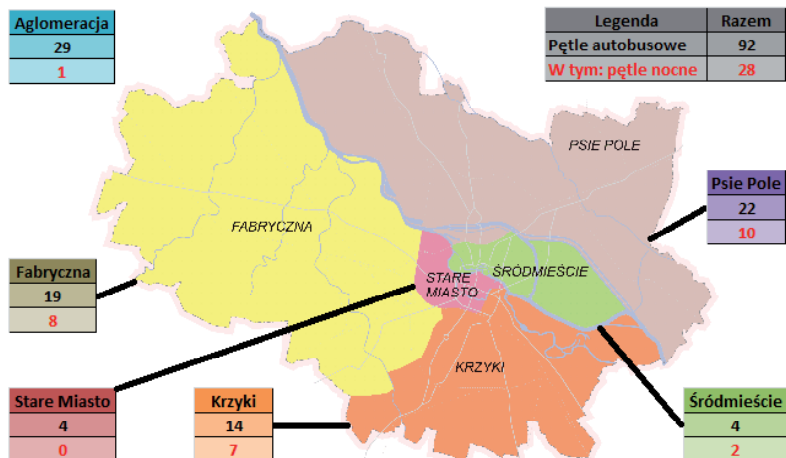 Aglomeracja
29
1
Legenda Razem
Pętle autobusowe 92
W tym: pętle nocne 28
PSIE POLE
Psie Pole
22
10
FABRYCZNA
ŚRÓDMIEŚCIE
STARE
MIASTO
Fabryczna
19
8
KRZYKI
Stare Miasto
4
0
Krzyki
14
7
Śródmieście
4
2